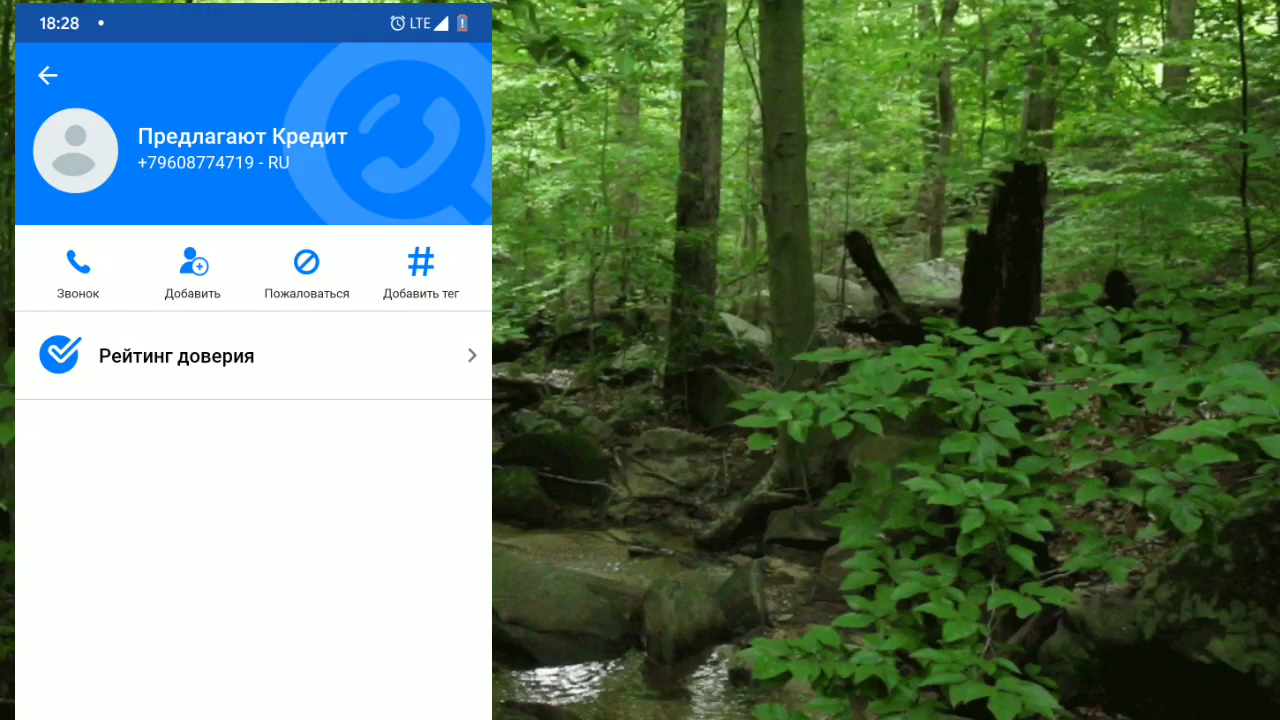 18:28
LTE
Предлагают Кредит
+79608774719 - RU
Звонок
Добавить
Пожаловаться
Добавить тег
Рейтинг доверия